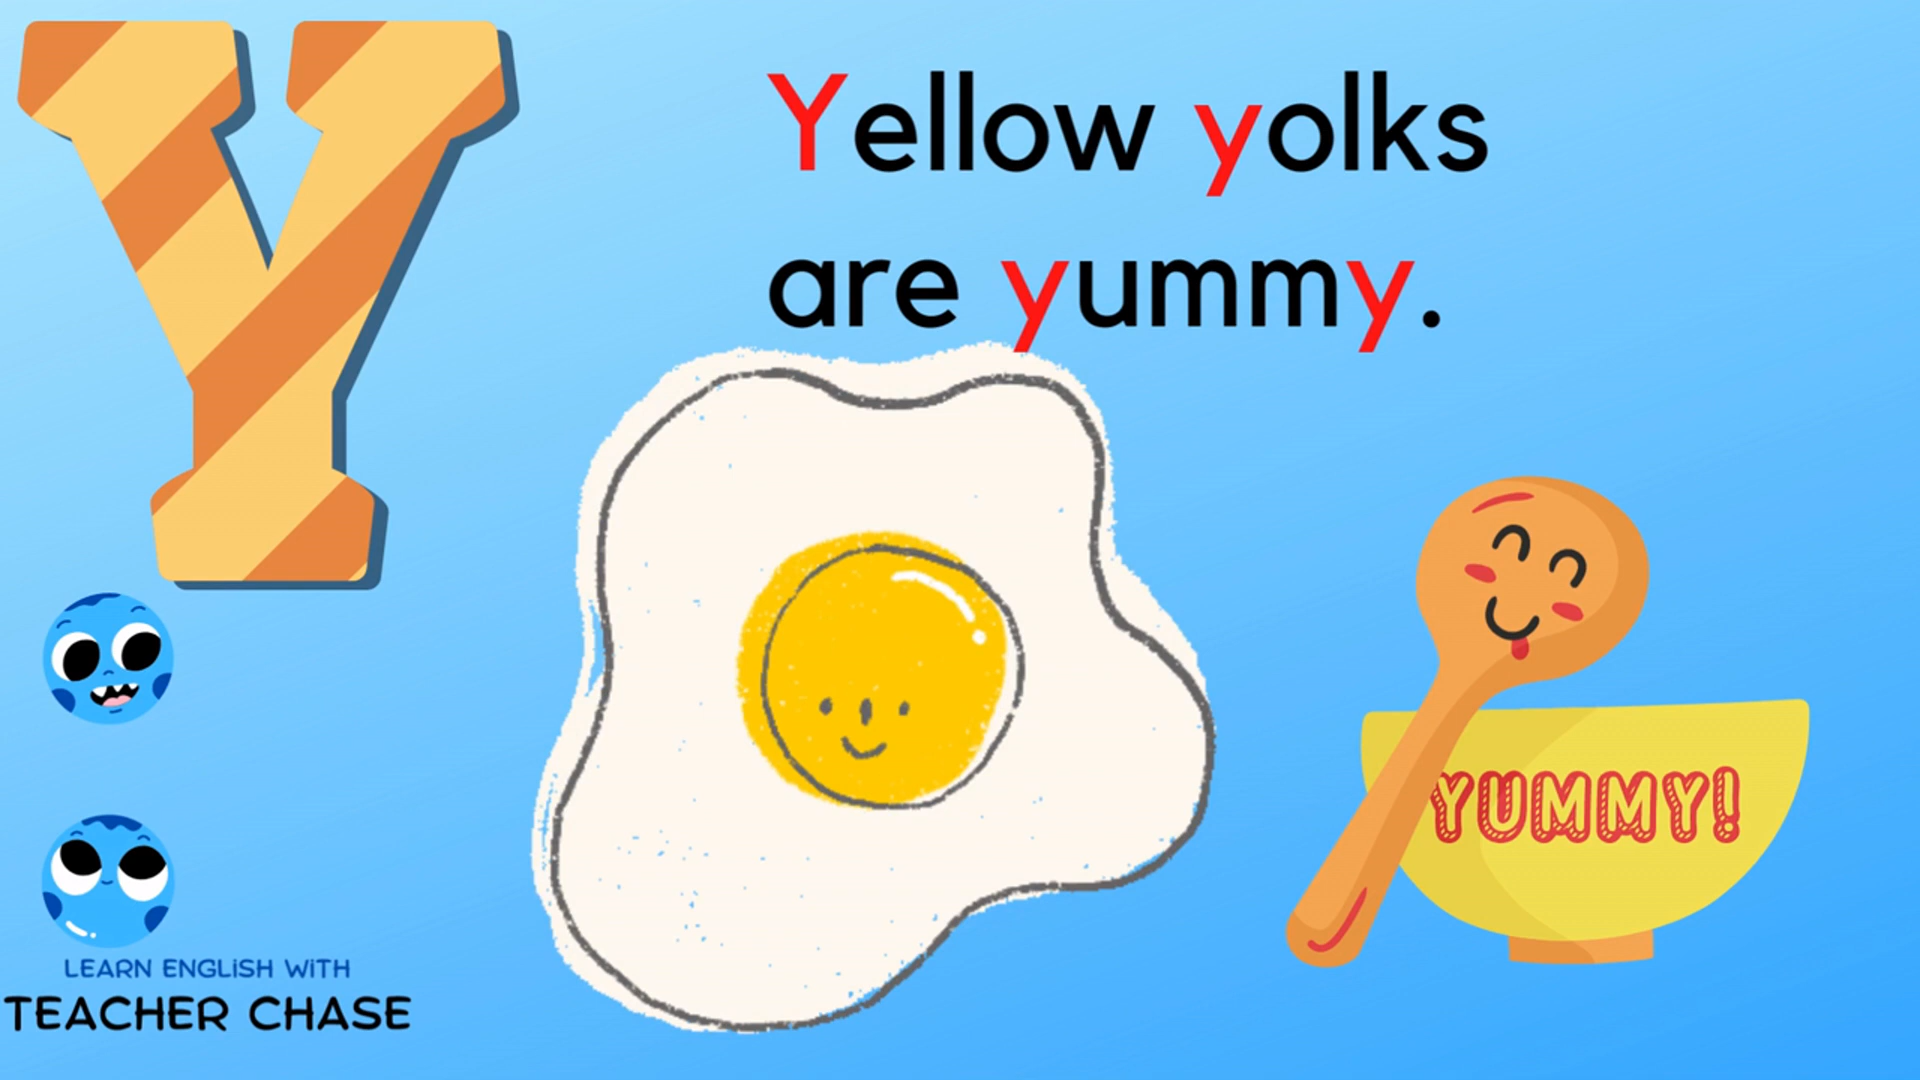 Y
Yellow yolks
are yummy.
YUMMY!
LEARN ENGLISH WITH
TEACHER CHASE